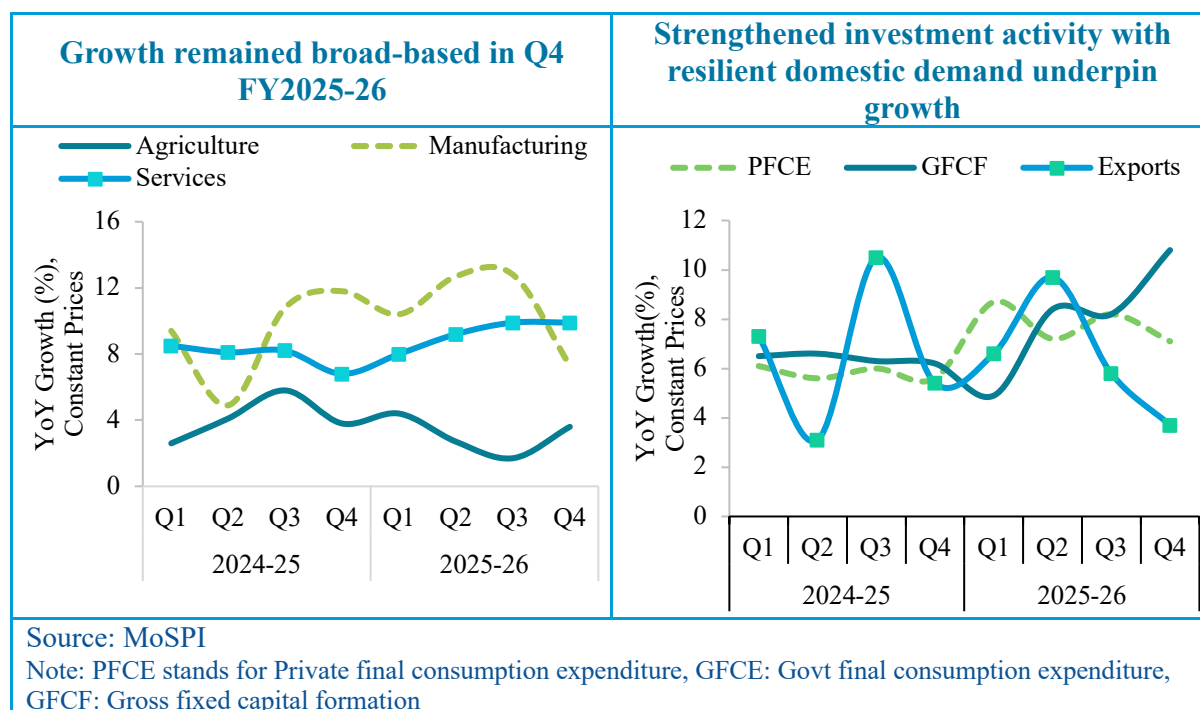 Growth remained broad-based in Q4
FY2025-26
Agriculture
Manufacturing
Services
YoY Growth (%),
Constant Prices
16
12
8
4
0
Q1 Q2 Q3 Q4 Q1 Q2 Q3 Q4
2024-25 2025-26
Strengthened investment activity with
resilient domestic demand underpin
growth
PFCE GFCF Exports
YoY Growth(%),
Constant Prices
12
10
8
6
4
2
0
Q1 Q2 Q3 Q4 Q1 Q2 Q3 Q4
2024-25 2025-26
Source: MoSPI
Note: PFCE stands for Private final consumption expenditure, GFCE: Govt final consumption expenditure,
GFCF: Gross fixed capital formation